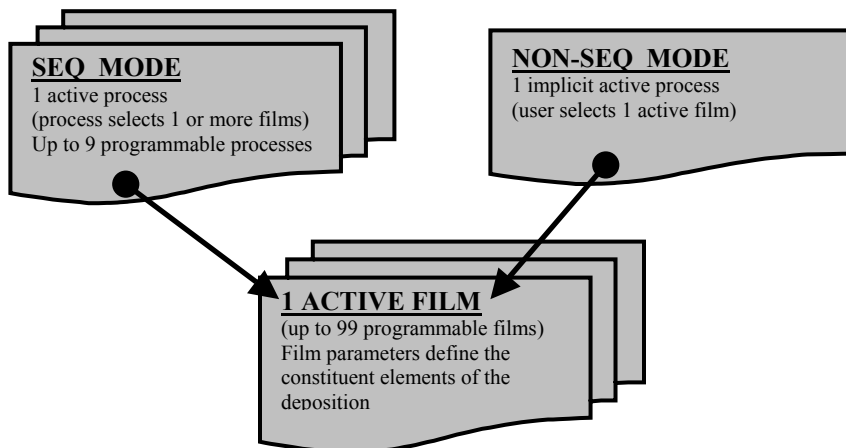 SEQ MODE
1 active process
(process selects 1 or more films)
Up to 9 programmable processes
NON-SEQ MODE
1 implicit active process
(user selects 1 active film)
1 ACTIVE FILM
(up to 99 programmable films)
Film parameters define the
constituent elements of the
deposition